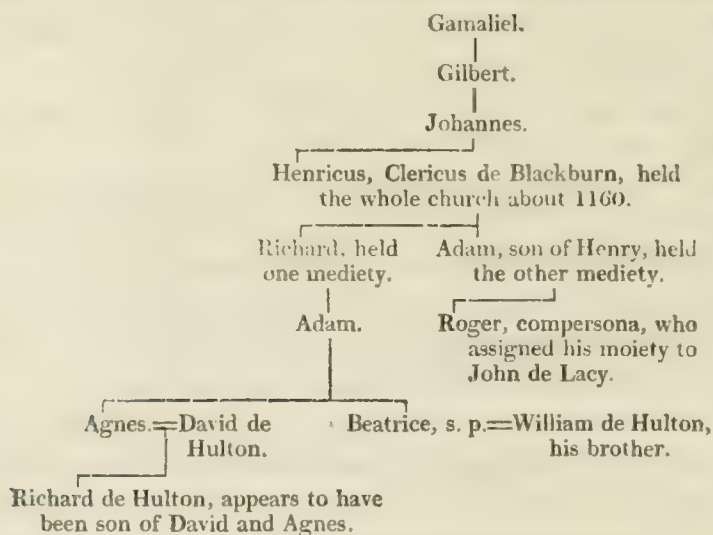 Gamaliel.
Gilbert.
Johannes.
Henricus, Clericus de Blackburn, held
the whole church about 1160.
Richard, held
one mediety.
Adam, son of Henry, held
the other mediety.
Adam.
Roger, compersona, who
assigned his moiety to
John de Lacy.
Agnes.=David de
Hulton.
Beatrice, s. p.=William de Hulton,
his brother.
Richard de Hulton, appears to have
been son of David and Agnes.